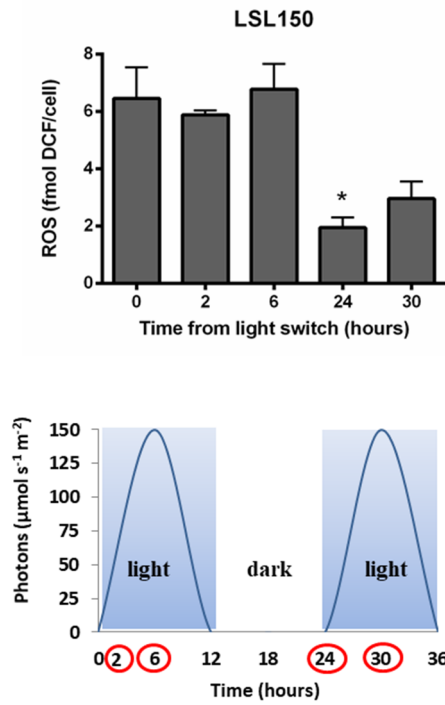 LSL150
ROS (fmol DCF/cell)
8
6
4
2
0
*
0 2 6 24 30
Time from light switch (hours)
Photons (µmol s⁻¹ m⁻²)
150
125
100
75
50
25
0
light dark light
0 2 6 12 18 24 30 36
Time (hours)